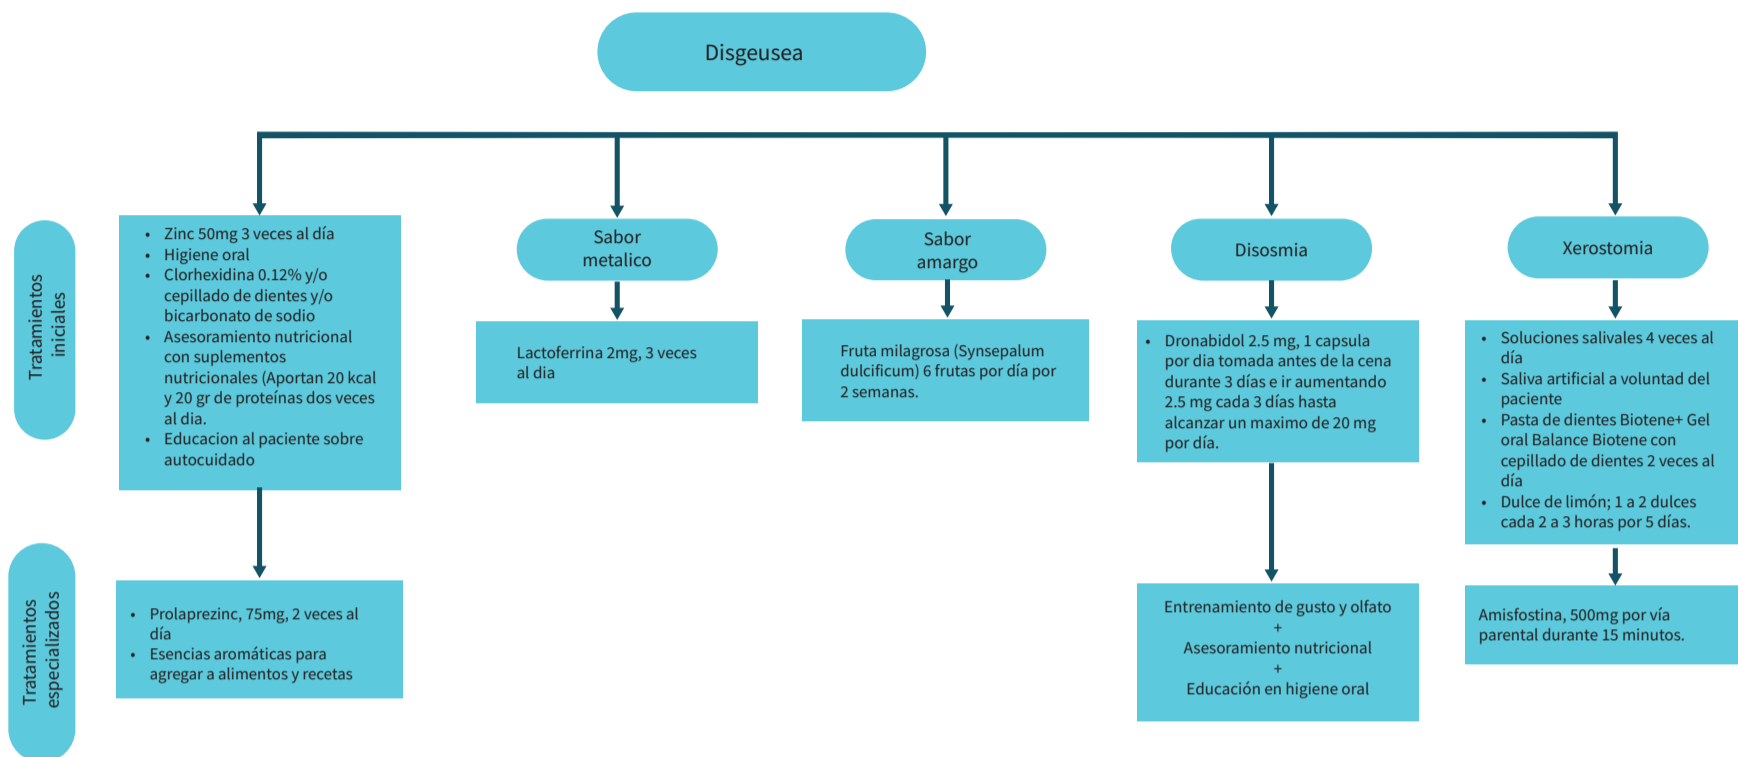 Disgeusea
Tratamientos
iniciales
• Zinc 50mg 3 veces al día
• Higiene oral
• Clorhexidina 0.12% y/o
cepillado de dientes y/o
bicarbonato de sodio
• Asesoramiento nutricional
con suplementos
nutricionales (Aportan 20 kcal
y 20 gr de proteínas dos veces
al dia.
• Educacion al paciente sobre
autocuidado
Sabor
metalico
Lactoferrina 2mg, 3 veces
al dia
Sabor
amargo
Fruta milagrosa (Synsepalum
dulcificum) 6 frutas por día por
2 semanas.
Disosmia
• Dronabidol 2.5 mg, 1 capsula
por dia tomada antes de la cena
durante 3 días e ir aumentando
2.5 mg cada 3 días hasta
alcanzar un maximo de 20 mg
por día.
Xerostomia
• Soluciones salivales 4 veces al
día
• Saliva artificial a voluntad del
paciente
• Pasta de dientes Biotene+ Gel
oral Balance Biotene con
cepillado de dientes 2 veces al
día
• Dulce de limón; 1 a 2 dulces
cada 2 a 3 horas por 5 días.
Tratamientos
especializados
• Prolaprezinc, 75mg, 2 veces al
día
• Esencias aromáticas para
agregar a alimentos y recetas
Entrenamiento de gusto y olfato
+
Asesoramiento nutricional
+
Educación en higiene oral
Amisfostina, 500mg por vía
parental durante 15 minutos.